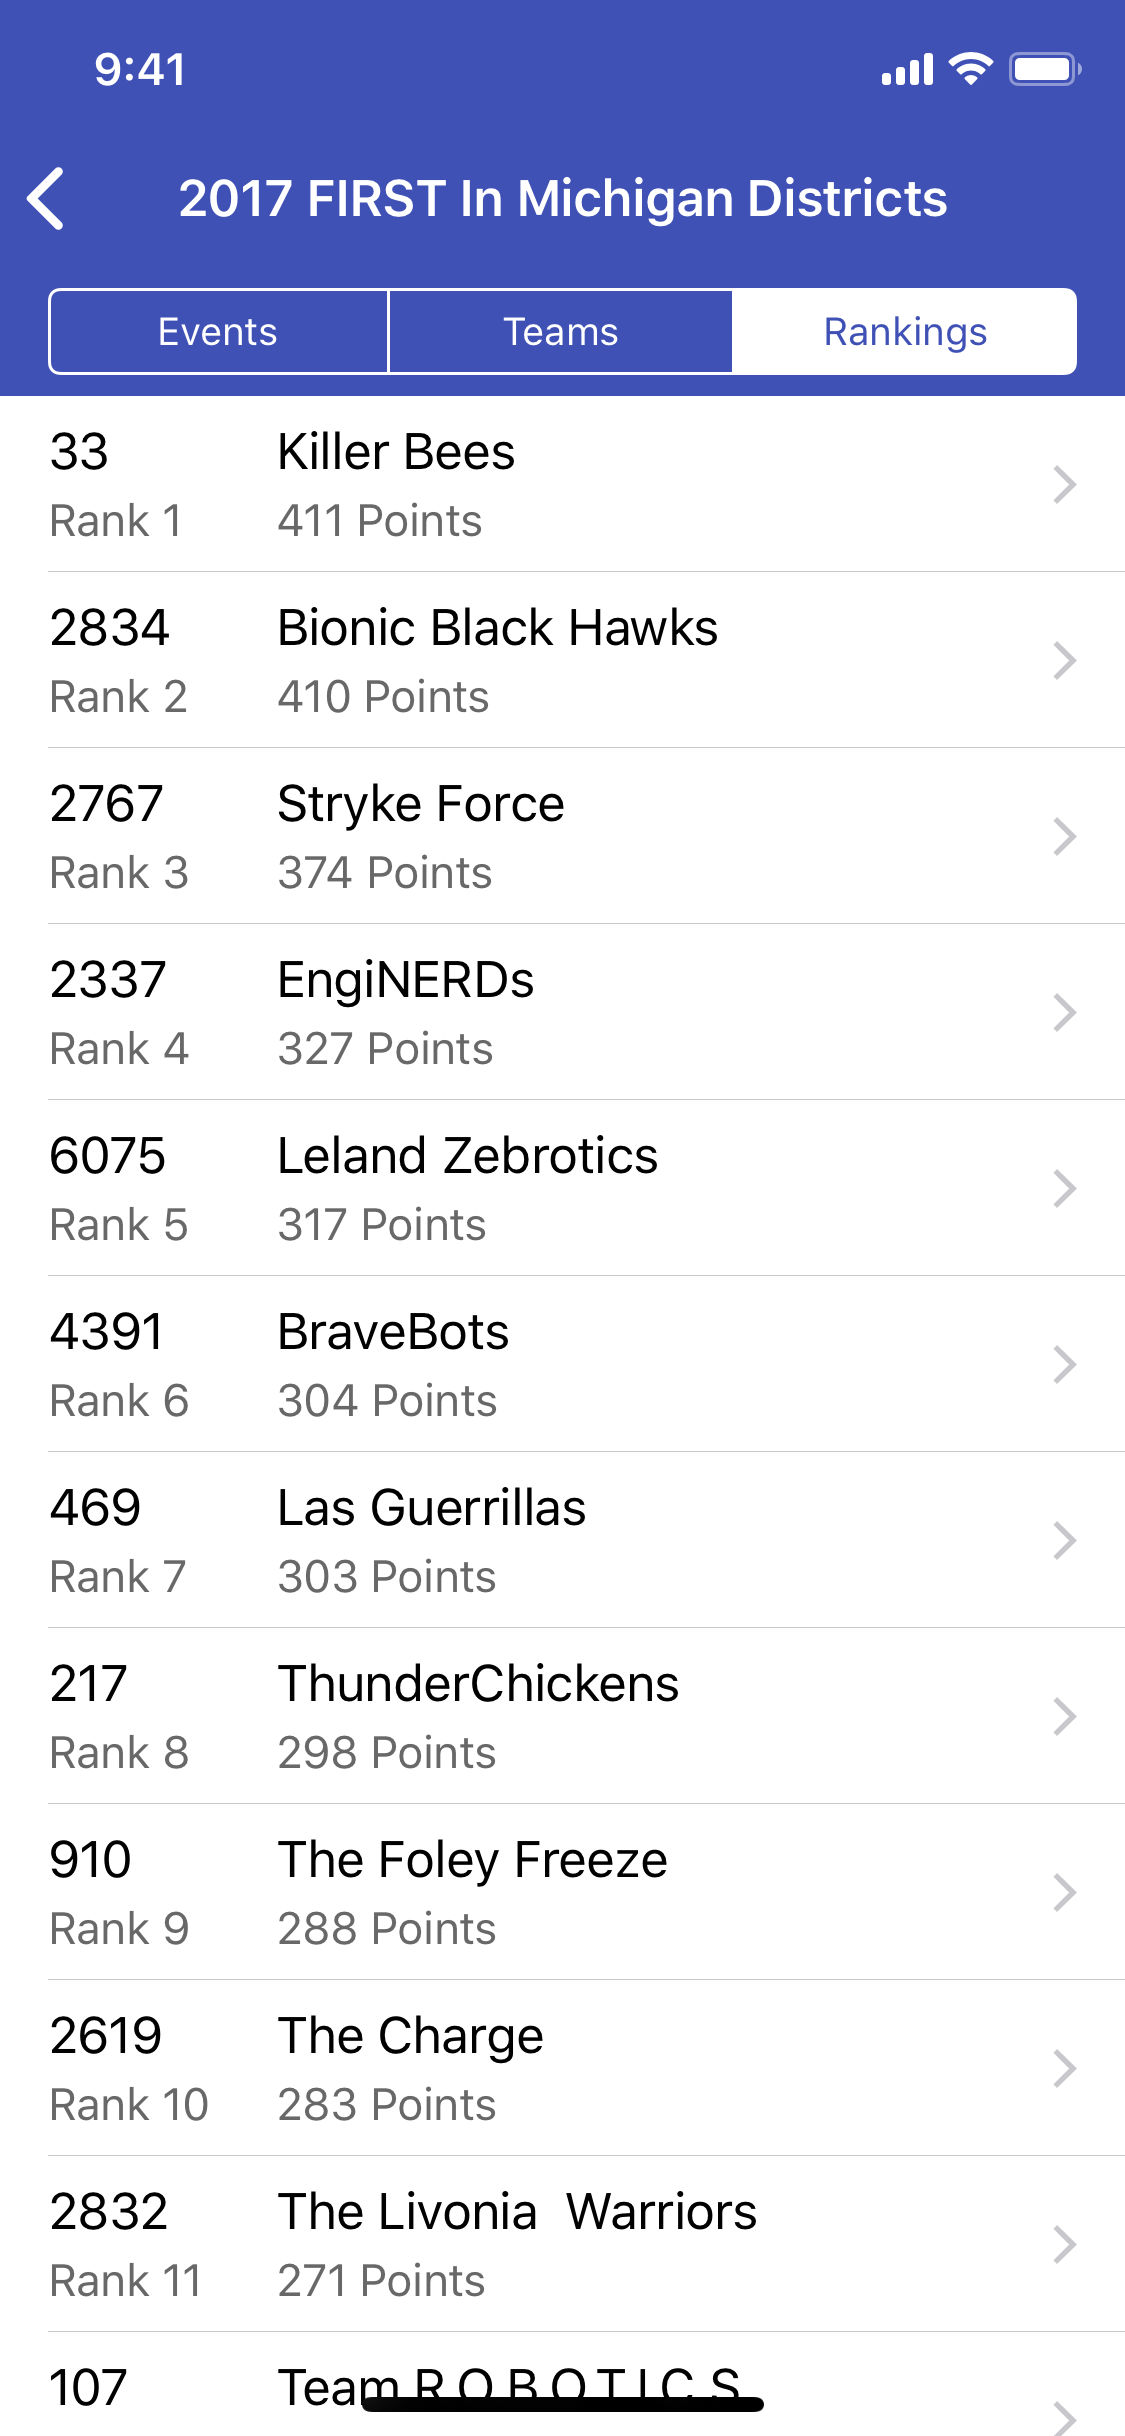 9:41
2017 FIRST In Michigan Districts
Events Teams Rankings
33 Killer Bees
Rank 1 411 Points
2834 Bionic Black Hawks
Rank 2 410 Points
2767 Stryke Force
Rank 3 374 Points
2337 EngiNERDs
Rank 4 327 Points
6075 Leland Zebrotics
Rank 5 317 Points
4391 BraveBots
Rank 6 304 Points
469 Las Guerrillas
Rank 7 303 Points
217 ThunderChickens
Rank 8 298 Points
910 The Foley Freeze
Rank 9 288 Points
2619 The Charge
Rank 10 283 Points
2832 The Livonia  Warriors
Rank 11 271 Points
107 Team R.O.B.O.T.I.C.S.